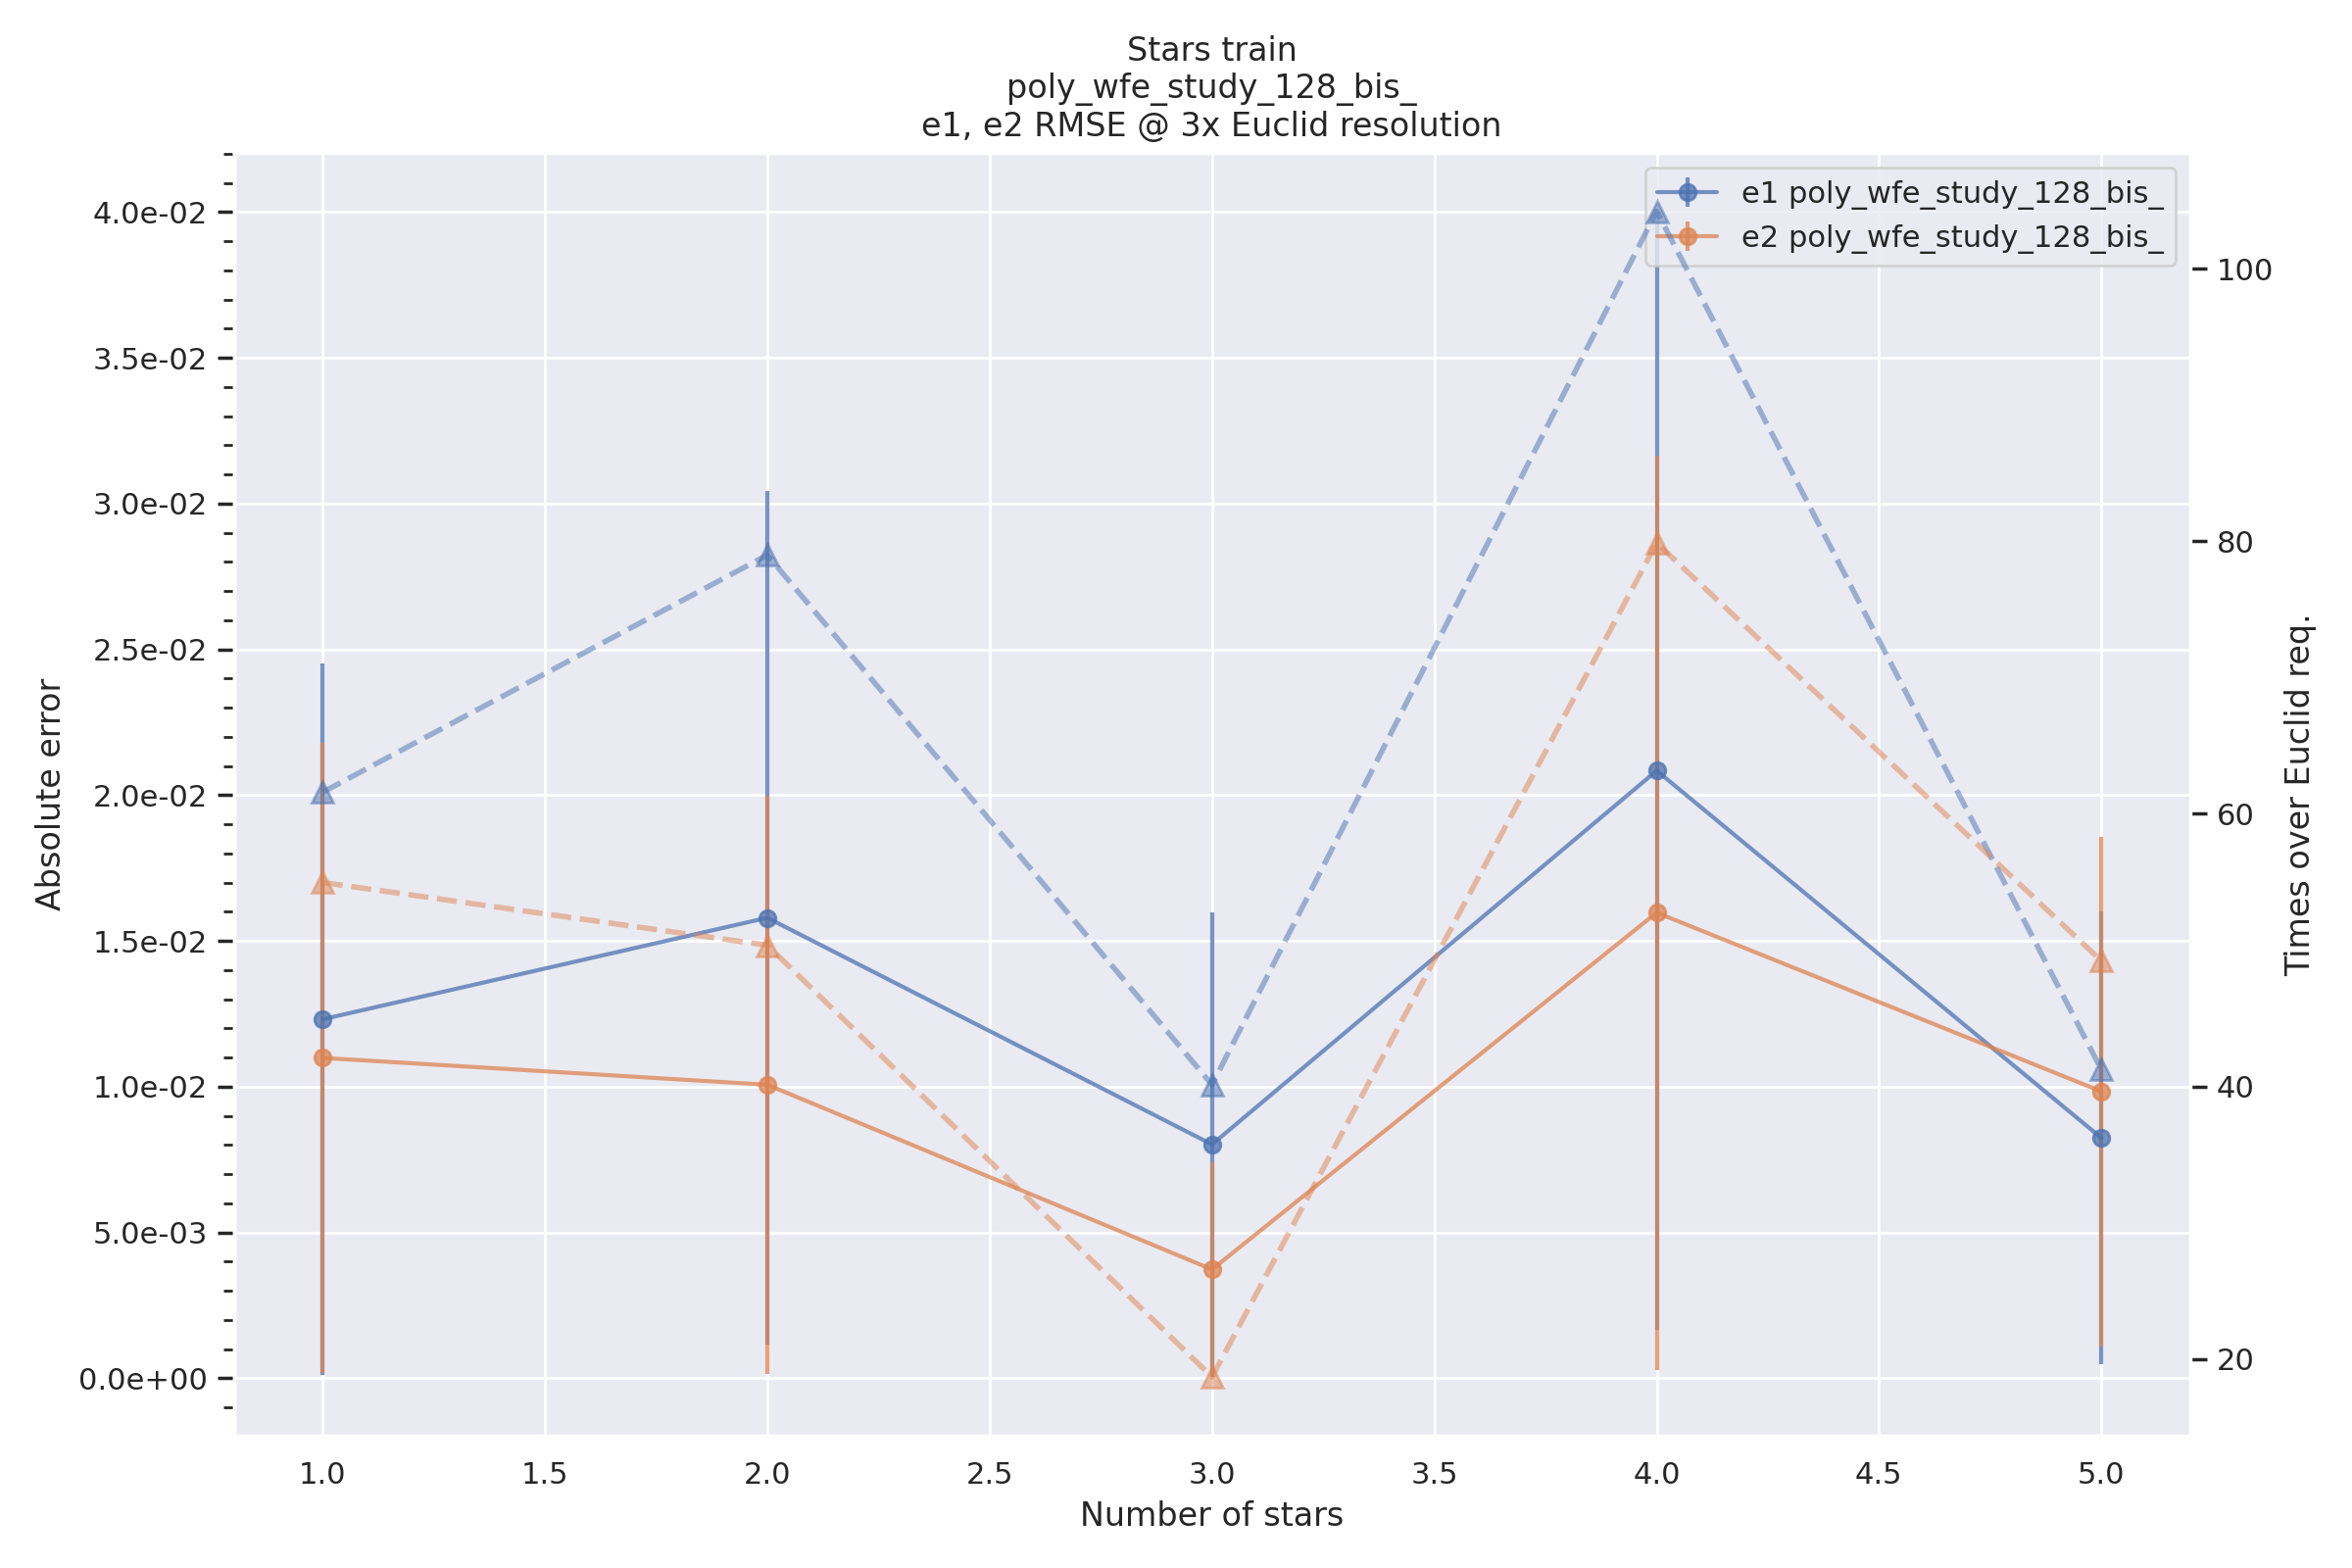 Stars train
poly_wfe_study_128_bis_
e1, e2 RMSE @ 3x Euclid resolution
e1 poly_wfe_study_128_bis_
e2 poly_wfe_study_128_bis_
4.0e-02
3.5e-02
3.0e-02
2.5e-02
2.0e-02
1.5e-02
1.0e-02
5.0e-03
0.0e+00
Absolute error
100
80
60
40
20
Times over Euclid req.
1.0 1.5 2.0 2.5 3.0 3.5 4.0 4.5 5.0
Number of stars